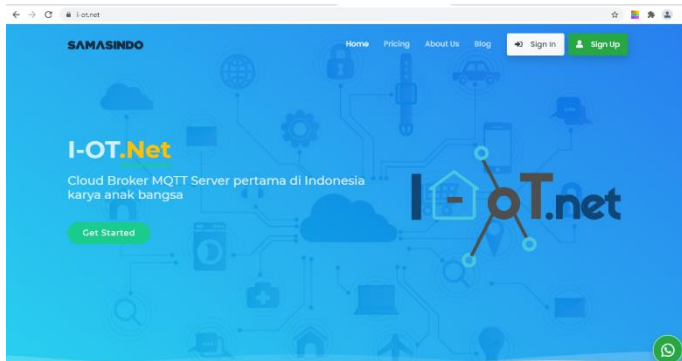 i-ot.net
SAMASINDO
Home Pricing About Us Blog Sign In Sign Up
I-OT.Net
Cloud Broker MQTT Server pertama di Indonesia
karya anak bangsa
Get Started
I-oT.net